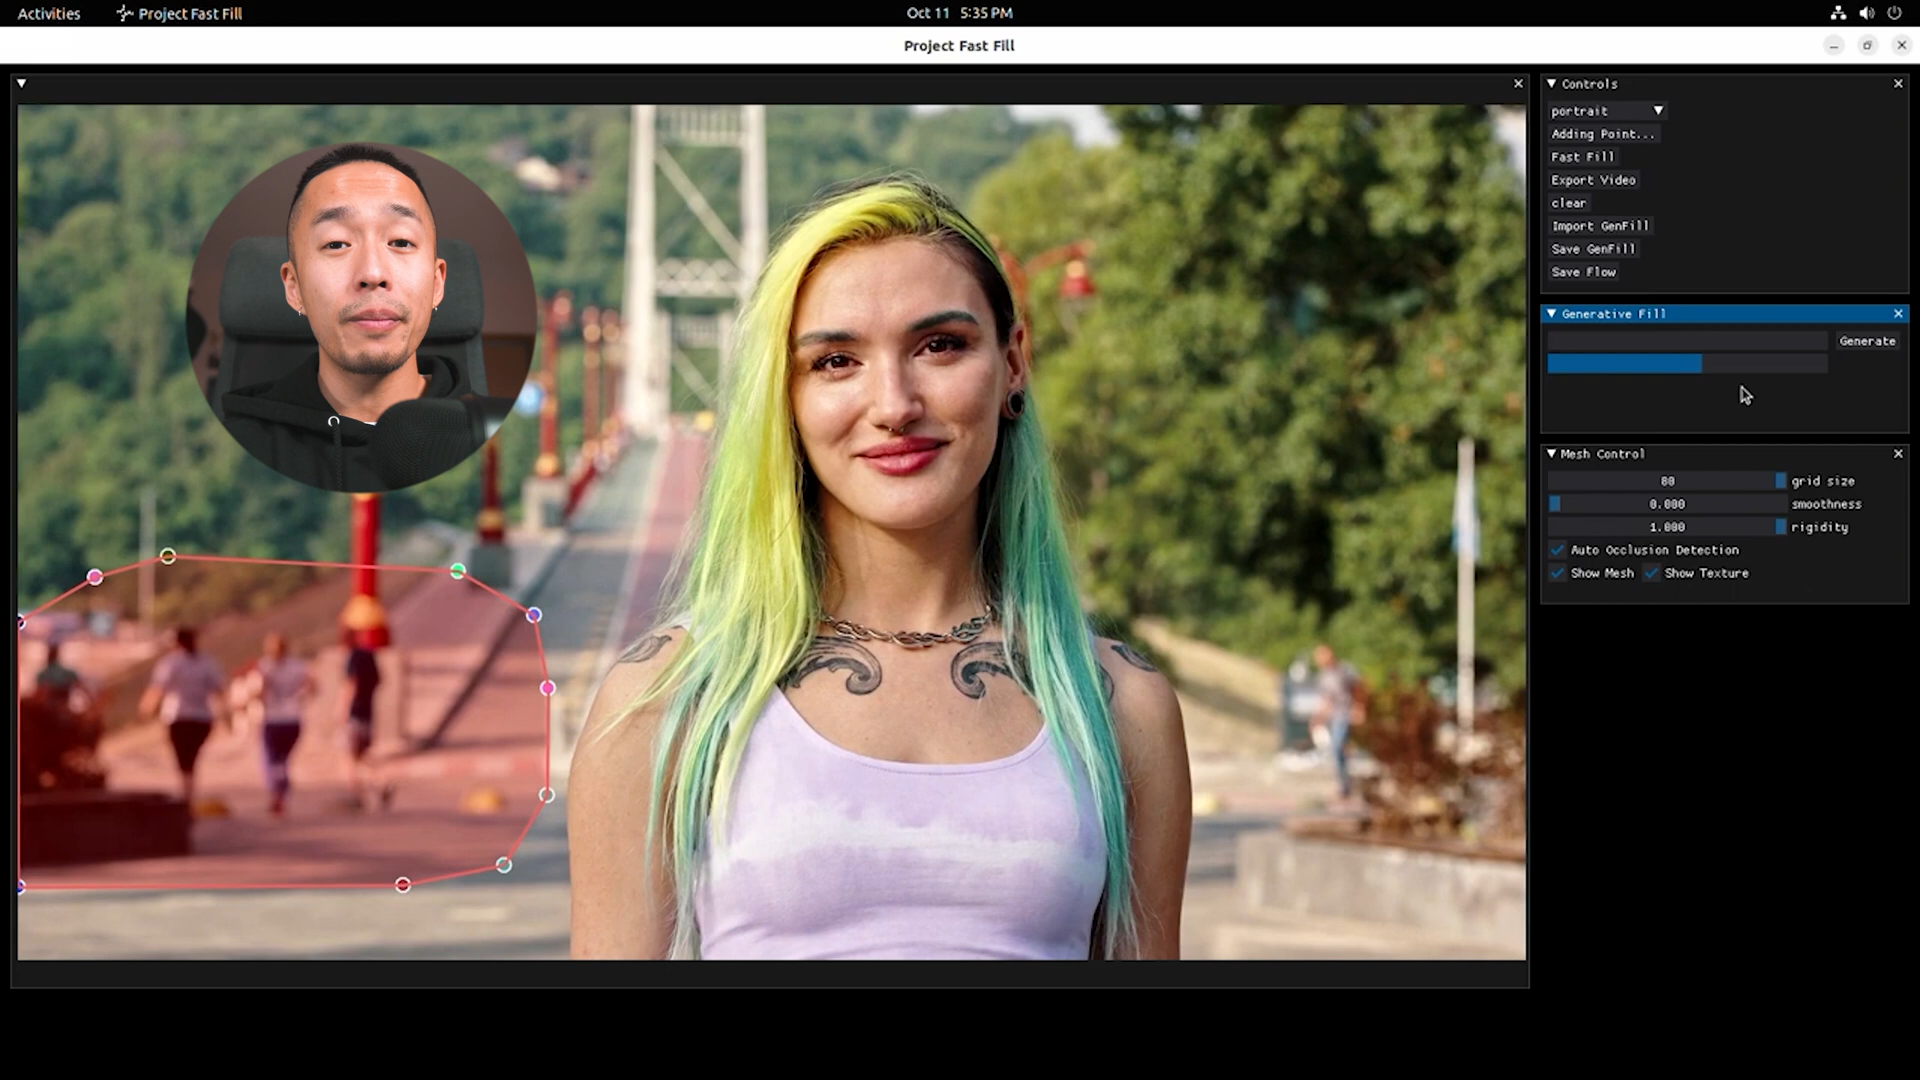 Activities Project Fast Fill Oct 11 5:35 PM
Project Fast Fill
Controls
portrait
Adding Point...
Fast Fill
Export Video
clear
Import GenFill
Save GenFill
Save Flow
Generative Fill
Generate
Mesh Control
80 grid size
0.000 smoothness
1.000 rigidity
Auto Occlusion Detection
Show Mesh Show Texture